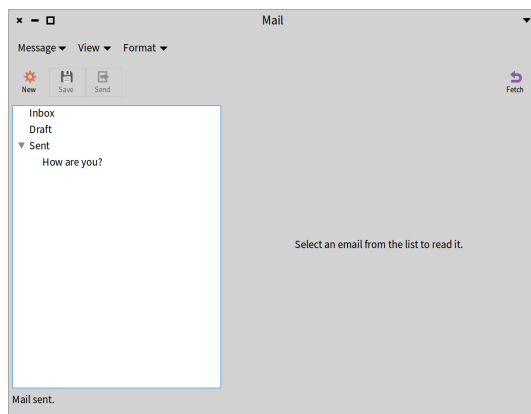 Mail
Message View Format
New Save Send Fetch
Inbox
Draft
Sent
How are you?
Select an email from the list to read it.
Mail sent.